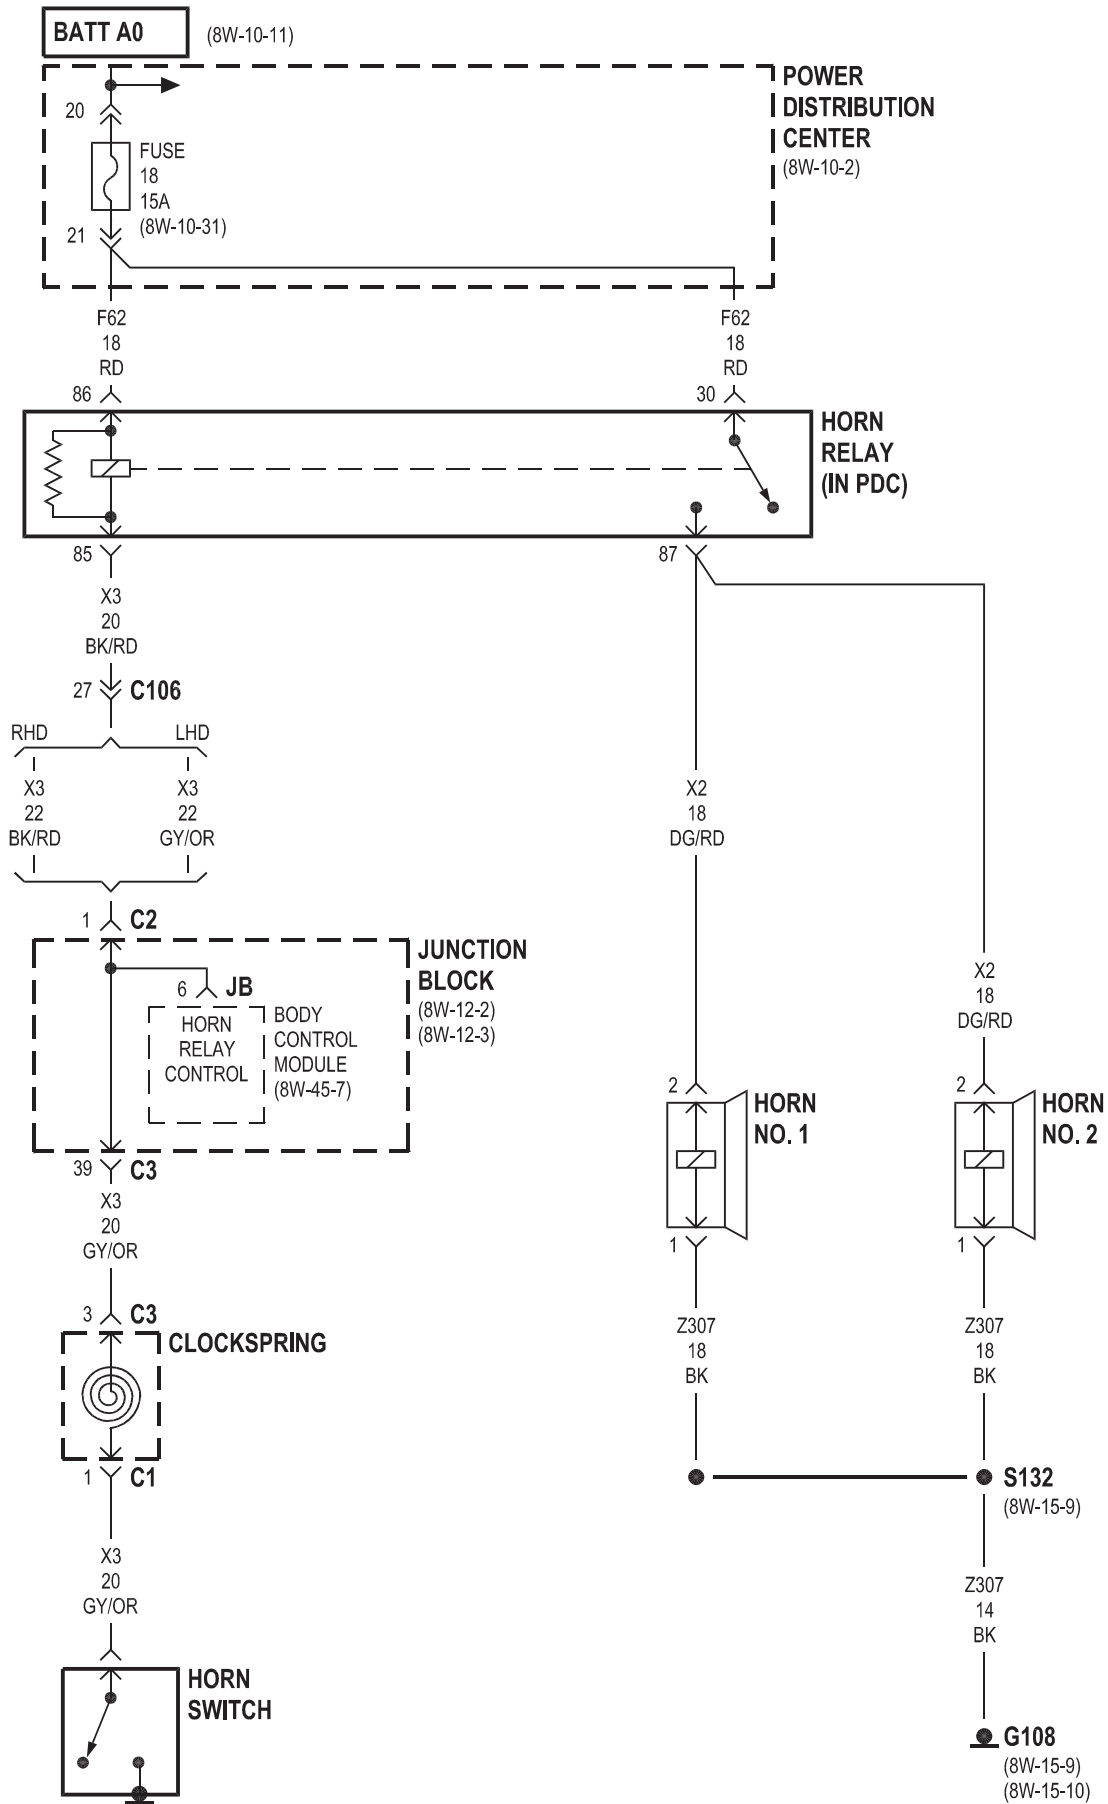 BATT A0
(8W-10-11)
POWER
DISTRIBUTION
CENTER
(8W-10-2)
20
FUSE
18
15A
(8W-10-31)
21
F62
18
RD
F62
18
RD
86
30
HORN
RELAY
(IN PDC)
85
87
X3
20
BK/RD
27
C106
RHD
LHD
X3
22
BK/RD
X3
22
GY/OR
X2
18
DG/RD
1
C2
JUNCTION
BLOCK
(8W-12-2)
(8W-12-3)
6
JB
HORN
RELAY
CONTROL
BODY
CONTROL
MODULE
(8W-45-7)
X2
18
DG/RD
2
HORN
NO. 1
2
HORN
NO. 2
39
C3
X3
20
GY/OR
1
1
3
C3
CLOCKSPRING
Z307
18
BK
Z307
18
BK
1
C1
S132
(8W-15-9)
X3
20
GY/OR
Z307
14
BK
HORN
SWITCH
G108
(8W-15-9)
(8W-15-10)